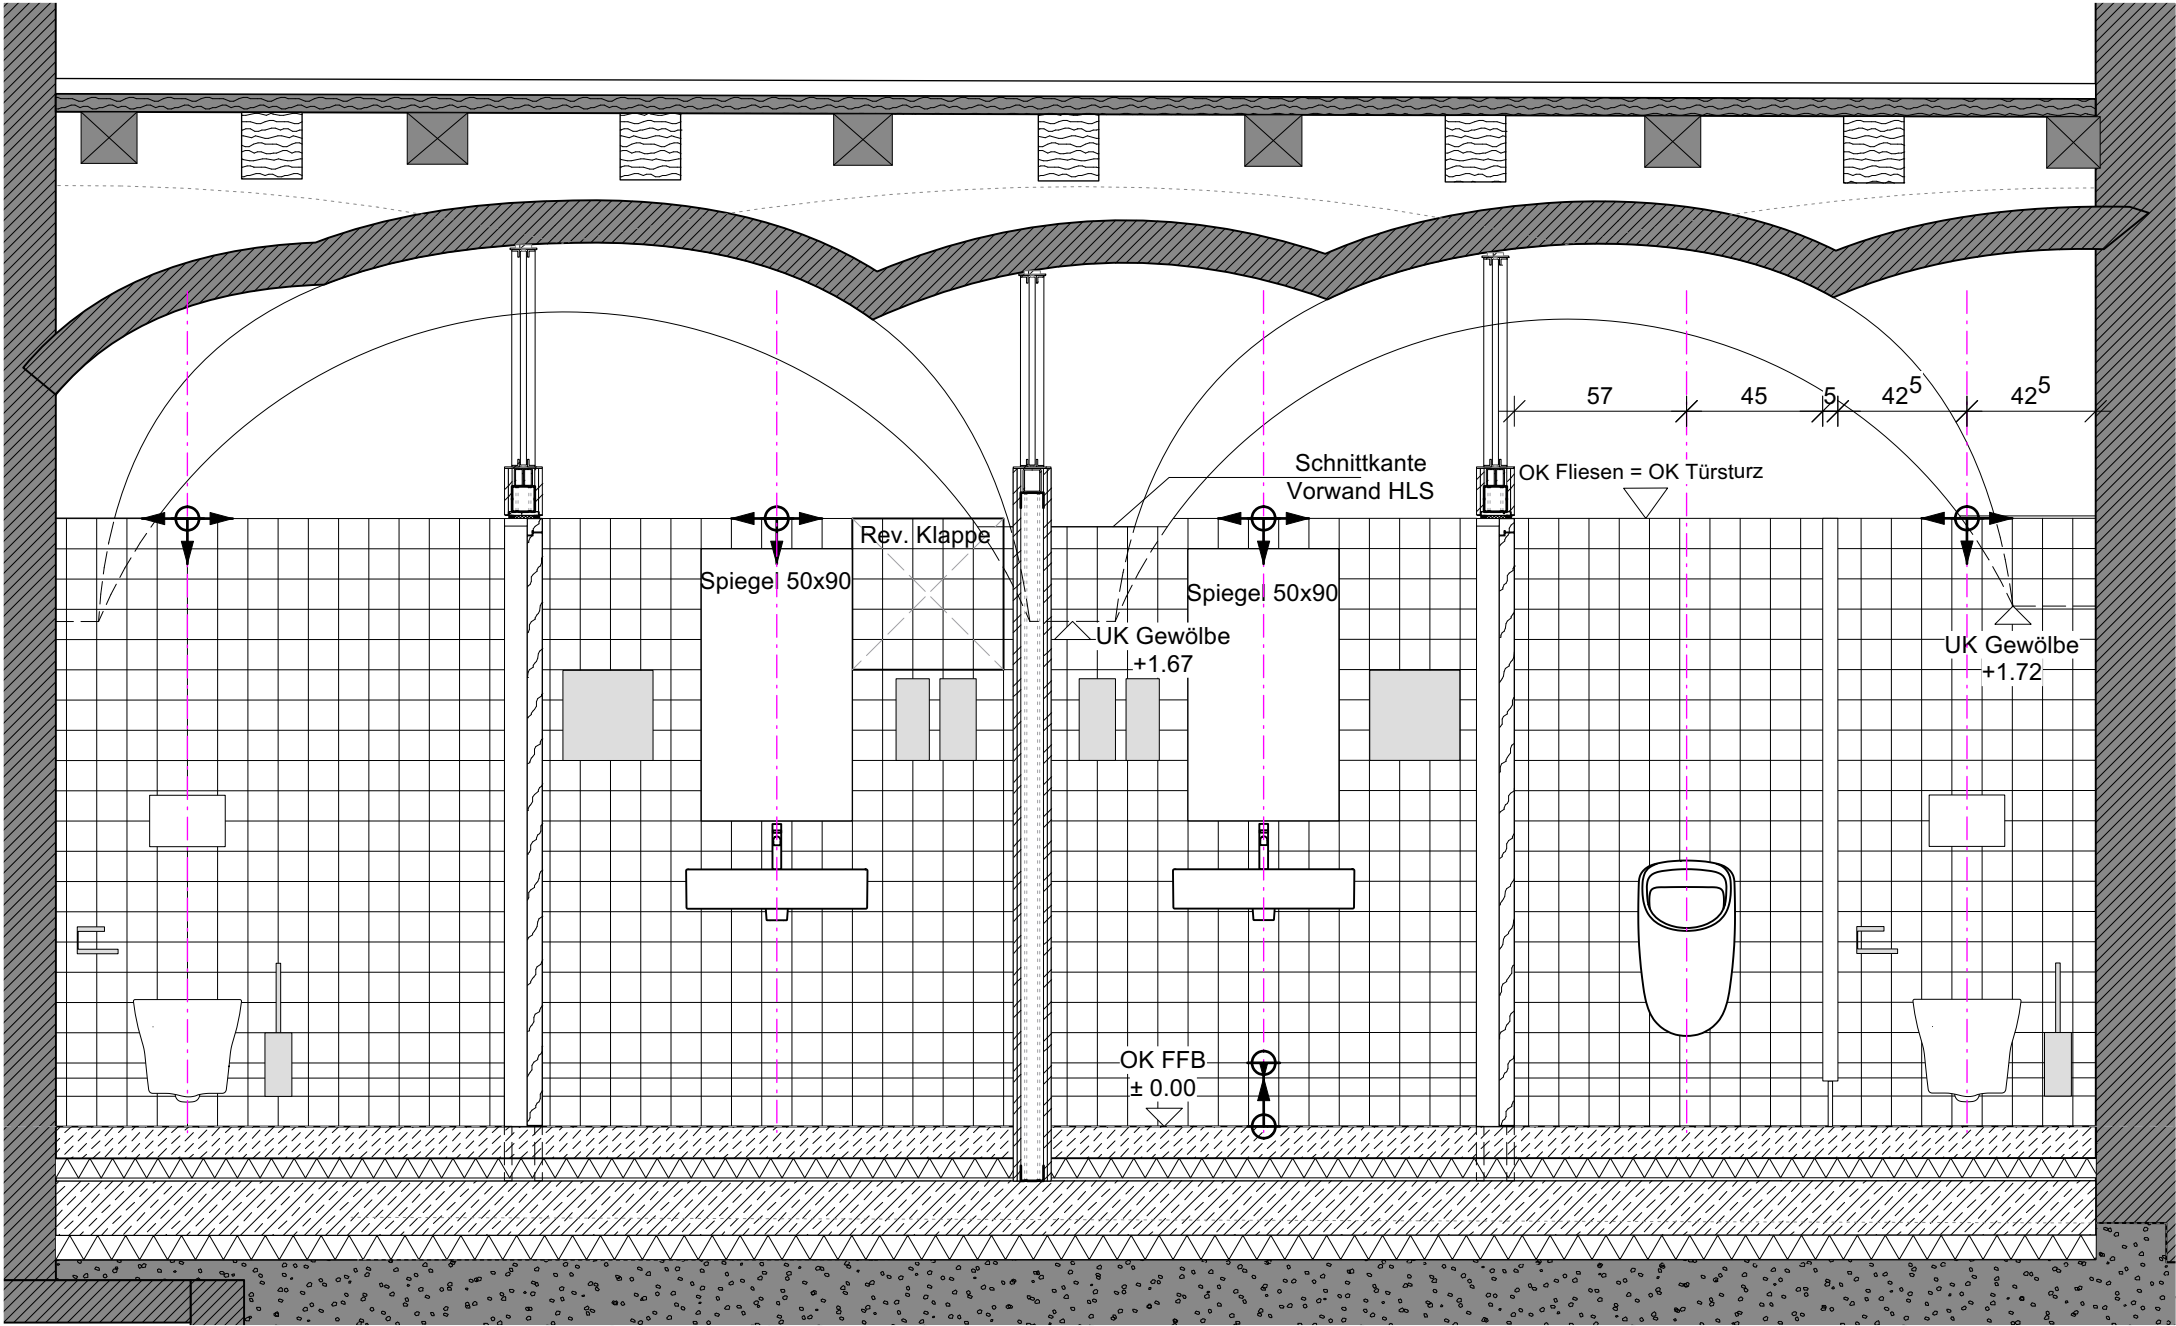 57 45 5 42⁵ 42⁵
Schnittkante
Vorwand HLS
OK Fliesen = OK Türsturz
Rev. Klappe
Spiegel 50x90
Spiegel 50x90
UK Gewölbe
+1.67
UK Gewölbe
+1.72
OK FFB
± 0.00